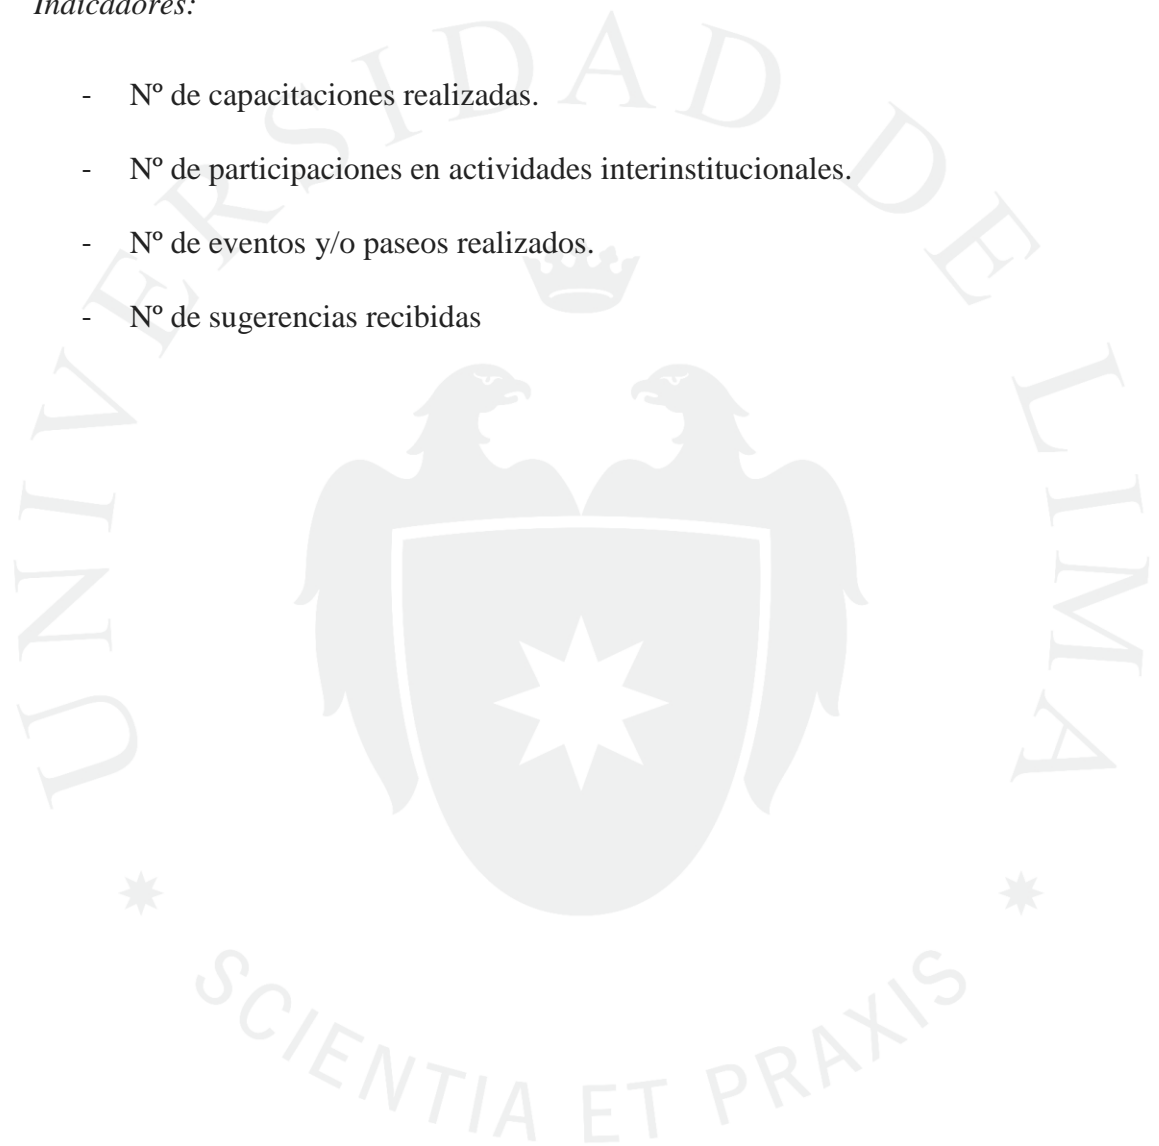 Indicadores:
- Nº de capacitaciones realizadas.
- Nº de participaciones en actividades interinstitucionales.
- Nº de eventos y/o paseos realizados.
- Nº de sugerencias recibidas
UNIVERSIDAD DE LIMA
SCIENTIA ET PRAXIS